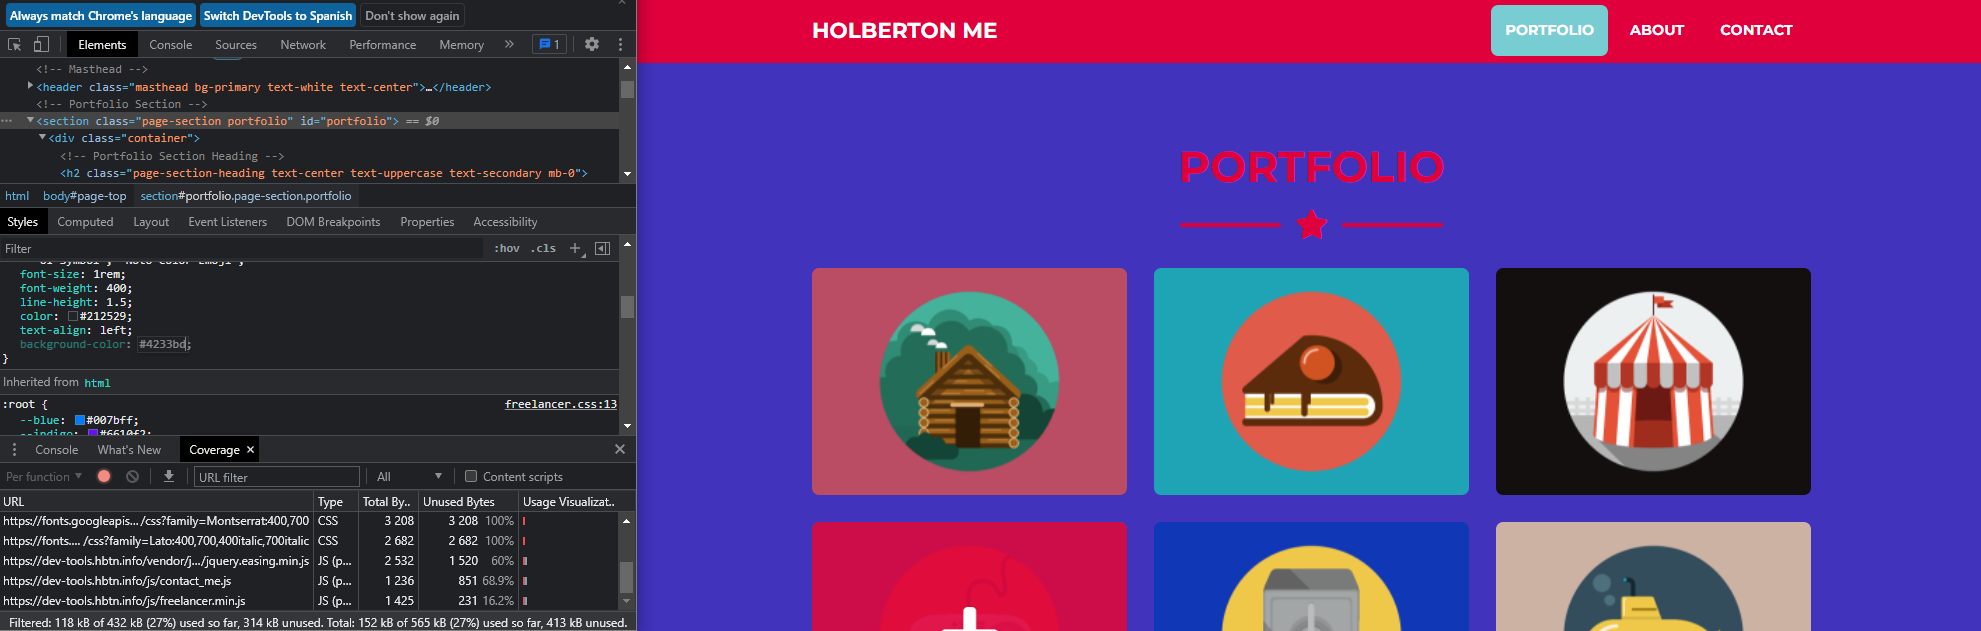 Always match Chrome's language Switch DevTools to Spanish Don't show again
Elements Console Sources Network Performance Memory » 1
<!-- Masthead -->
<header class="masthead bg-primary text-white text-center">…</header>
<!-- Portfolio Section -->
<section class="page-section portfolio" id="portfolio"> == $0
<div class="container">
<!-- Portfolio Section Heading -->
<h2 class="page-section-heading text-center text-uppercase text-secondary mb-0">
html body#page-top section#portfolio.page-section.portfolio
Styles Computed Layout Event Listeners DOM Breakpoints Properties Accessibility
Filter :hov .cls +
font-size: 1rem;
font-weight: 400;
line-height: 1.5;
color: #212529;
text-align: left;
background-color: #4233bd;
}
Inherited from html
:root { freelancer.css:13
--blue: #007bff;
--indigo: #6610f2;
Console What's New Coverage ×
Per function URL filter All Content scripts
URL Type Total By.. Unused Bytes Usage Visualizat..
https://fonts.googleapis... /css?family=Montserrat:400,700 CSS 3 208 3 208 100%
https://fonts.... /css?family=Lato:400,700,400italic,700italic CSS 2 682 2 682 100%
https://dev-tools.hbtn.info/vendor/j.../jquery.easing.min.js JS (p... 2 532 1 520 60%
https://dev-tools.hbtn.info/js/contact_me.js JS (p... 1 236 851 68.9%
https://dev-tools.hbtn.info/js/freelancer.min.js JS (p... 1 425 231 16.2%
Filtered: 118 kB of 432 kB (27%) used so far, 314 kB unused. Total: 152 kB of 565 kB (27%) used so far, 413 kB unused.
HOLBERTON ME PORTFOLIO ABOUT CONTACT
PORTFOLIO